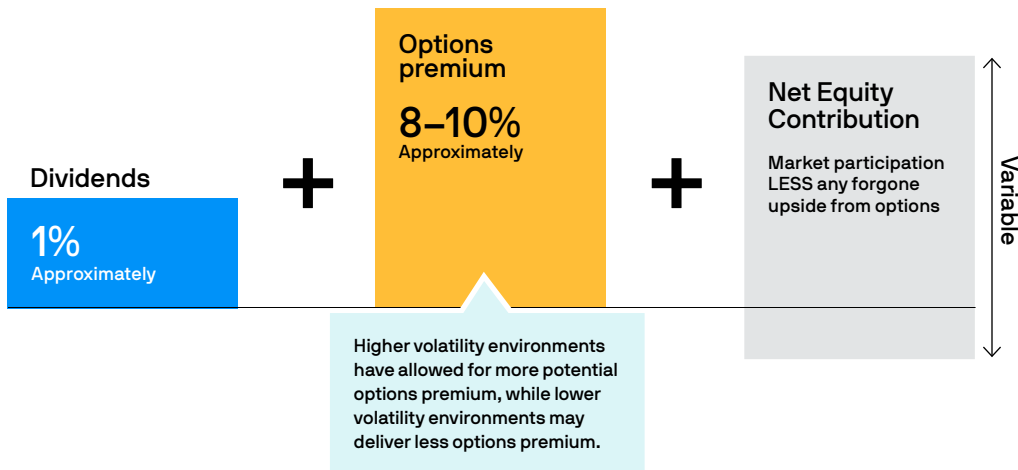 Dividends
1%
Approximately
+
Options
premium
8–10%
Approximately
Higher volatility environments
have allowed for more potential
options premium, while lower
volatility environments may
deliver less options premium.
+
Net Equity
Contribution
Market participation
LESS any forgone
upside from options
Variable